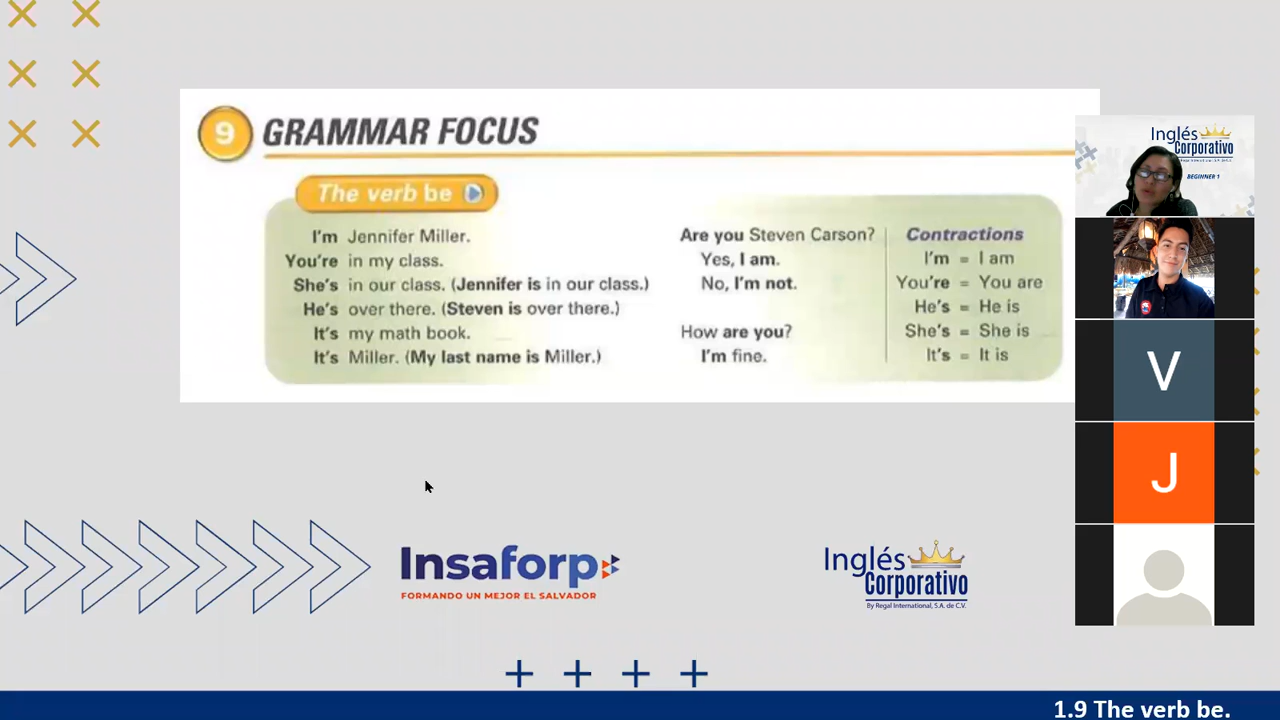 9 GRAMMAR FOCUS
The verb be
I'm Jennifer Miller.
You're in my class.
She's in our class. (Jennifer is in our class.)
He's over there. (Steven is over there.)
It's my math book.
It's Miller. (My last name is Miller.)
Are you Steven Carson?
Yes, I am.
No, I'm not.
How are you?
I'm fine.
Contractions
I'm = I am
You're = You are
He's = He is
She's = She is
It's = It is
Inglés
Corporativo
BEGINNER 1
V
J
Insaforp
FORMANDO UN MEJOR EL SALVADOR
Inglés
Corporativo
By Regal International, S.A. de C.V.
1.9 The verb be.